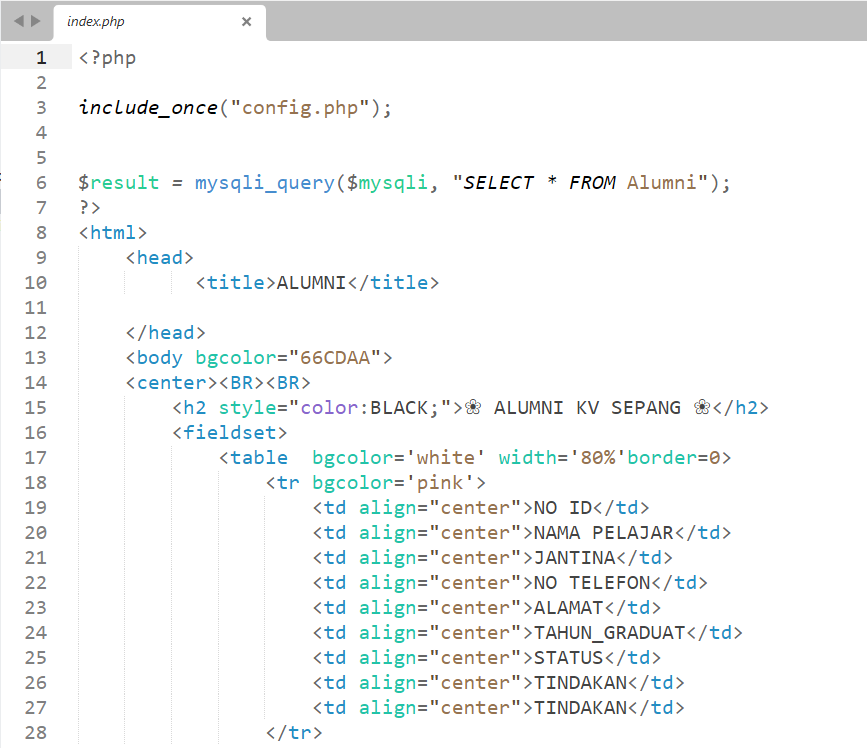 index.php ×
1 <?php
2
3 include_once("config.php");
4
5
6 $result = mysqli_query($mysqli, "SELECT * FROM Alumni");
7 ?>
8 <html>
9     <head>
10           <title>ALUMNI</title>
11
12     </head>
13     <body bgcolor="66CDAA">
14     <center><BR><BR>
15         <h2 style="color:BLACK;">❀ ALUMNI KV SEPANG ❀</h2>
16         <fieldset>
17             <table  bgcolor='white' width='80%'border=0>
18                 <tr bgcolor='pink'>
19                     <td align="center">NO ID</td>
20                     <td align="center">NAMA PELAJAR</td>
21                     <td align="center">JANTINA</td>
22                     <td align="center">NO TELEFON</td>
23                     <td align="center">ALAMAT</td>
24                     <td align="center">TAHUN_GRADUAT</td>
25                     <td align="center">STATUS</td>
26                     <td align="center">TINDAKAN</td>
27                     <td align="center">TINDAKAN</td>
28                 </tr>